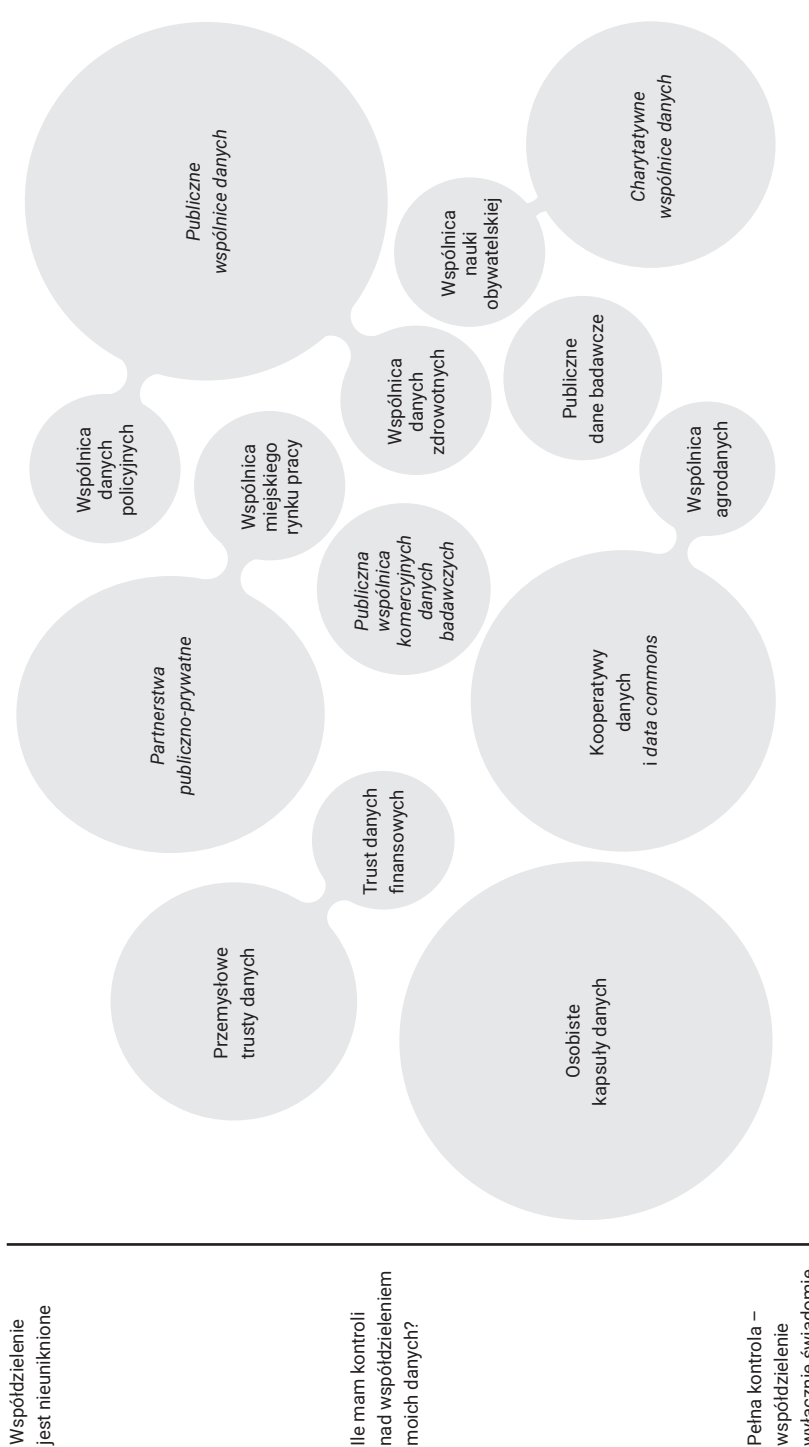 Współdzielenie
jest nieuniknione
Ile mam kontroli
nad współdzieleniem
moich danych?
Pełna kontrola –
współdzielenie
wyłącznie świadomie
Przemysłowe
trusty danych
Trust danych
finansowych
Osobiste
kapsuły danych
Partnerstwa
publiczno-prywatne
Kooperatywy
danych
i data commons
Publiczna
wspólnica
komercyjnych
danych
badawczych
Wspólnica
danych
policyjnych
Wspólnica
miejskiego
rynku pracy
Wspólnica
danych
zdrowotnych
Publiczne
dane badawcze
Wspólnica
agrodanych
Publiczne
wspólnice danych
Wspólnica
nauki
obywatelskiej
Charytatywne
wspólnice danych